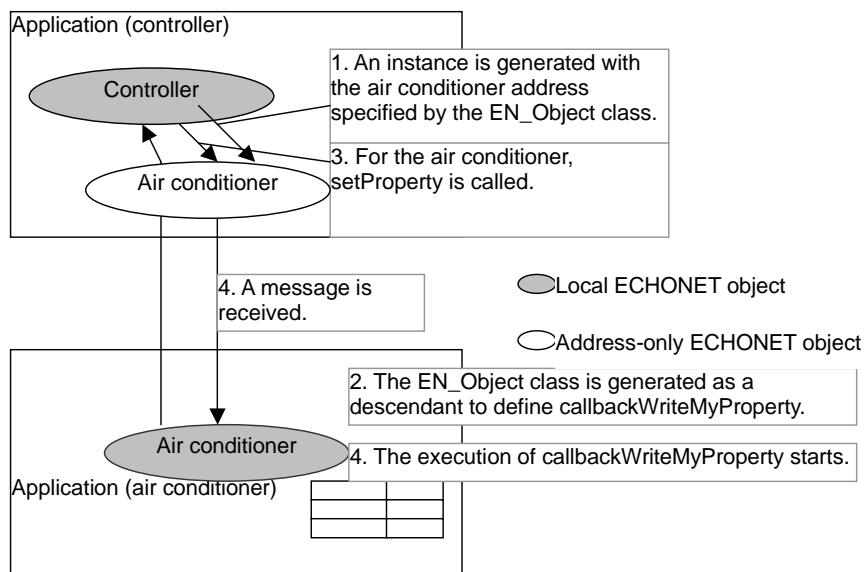 Application (controller)
Controller
1. An instance is generated with
the air conditioner address
specified by the EN_Object class.
3. For the air conditioner,
setProperty is called.
Air conditioner
4. A message is
received.
Local ECHONET object
Address-only ECHONET object
2. The EN_Object class is generated as a
descendant to define callbackWriteMyProperty.
Air conditioner
4. The execution of callbackWriteMyProperty starts.
Application (air conditioner)